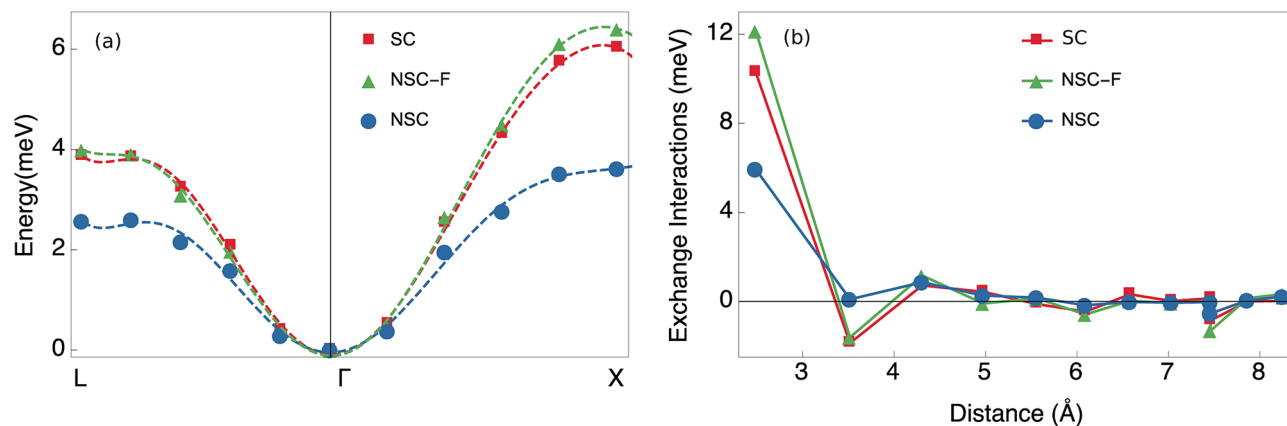 (a)
SC
NSC–F
NSC
Energy(meV)
6
4
2
0
L
Γ
X
(b)
SC
NSC–F
NSC
Exchange Interactions (meV)
12
8
4
0
3
4
5
6
7
8
Distance (Å)